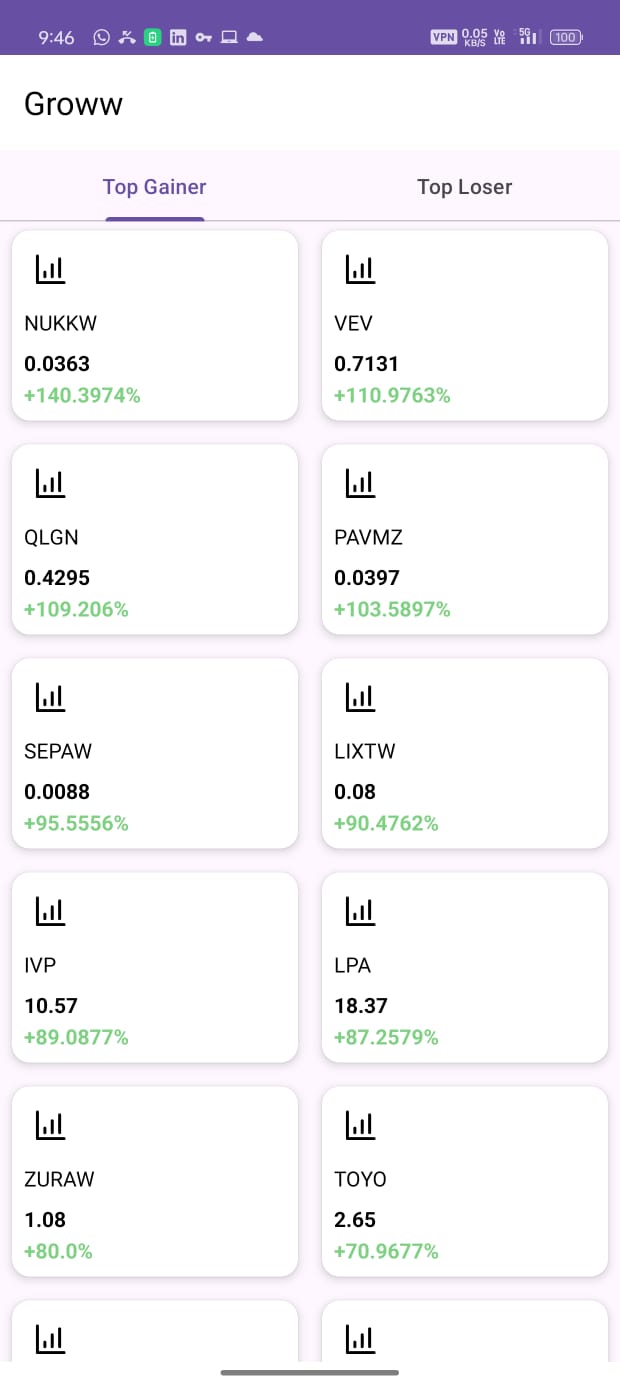 9:46 VPN 0.05 KB/S Vo LTE 5G 100
Groww
Top Gainer Top Loser
NUKKW
0.0363
+140.3974%
VEV
0.7131
+110.9763%
QLGN
0.4295
+109.206%
PAVMZ
0.0397
+103.5897%
SEPAW
0.0088
+95.5556%
LIXTW
0.08
+90.4762%
IVP
10.57
+89.0877%
LPA
18.37
+87.2579%
ZURAW
1.08
+80.0%
TOYO
2.65
+70.9677%